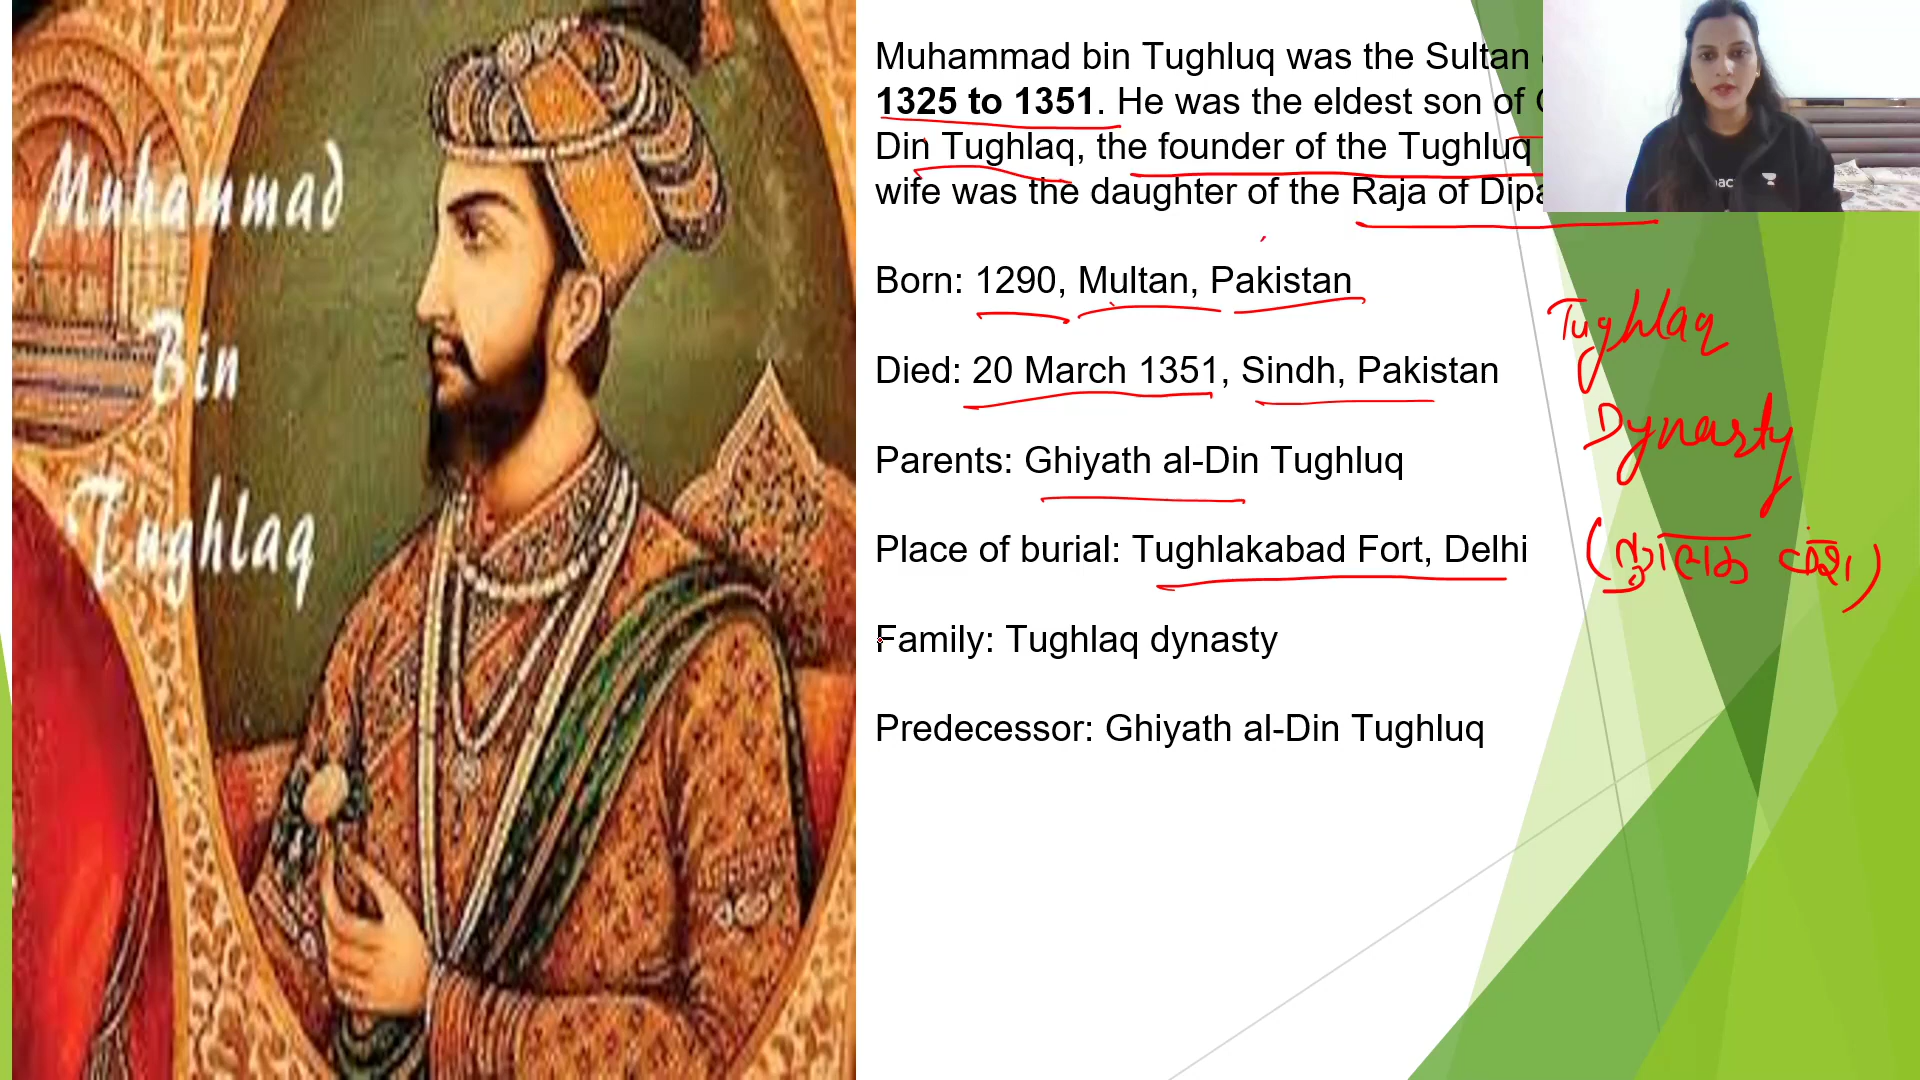 Muhammad
Bin
Tughlaq
Muhammad bin Tughluq was the Sultan
1325 to 1351. He was the eldest son of
Din Tughlaq, the founder of the Tughluq
wife was the daughter of the Raja of
Born: 1290, Multan, Pakistan
Died: 20 March 1351, Sindh, Pakistan
Parents: Ghiyath al-Din Tughluq
Place of burial: Tughlakabad Fort, Delhi
Family: Tughlaq dynasty
Predecessor: Ghiyath al-Din Tughluq
Tughlaq
Dynasty
(तुगलक वंश)